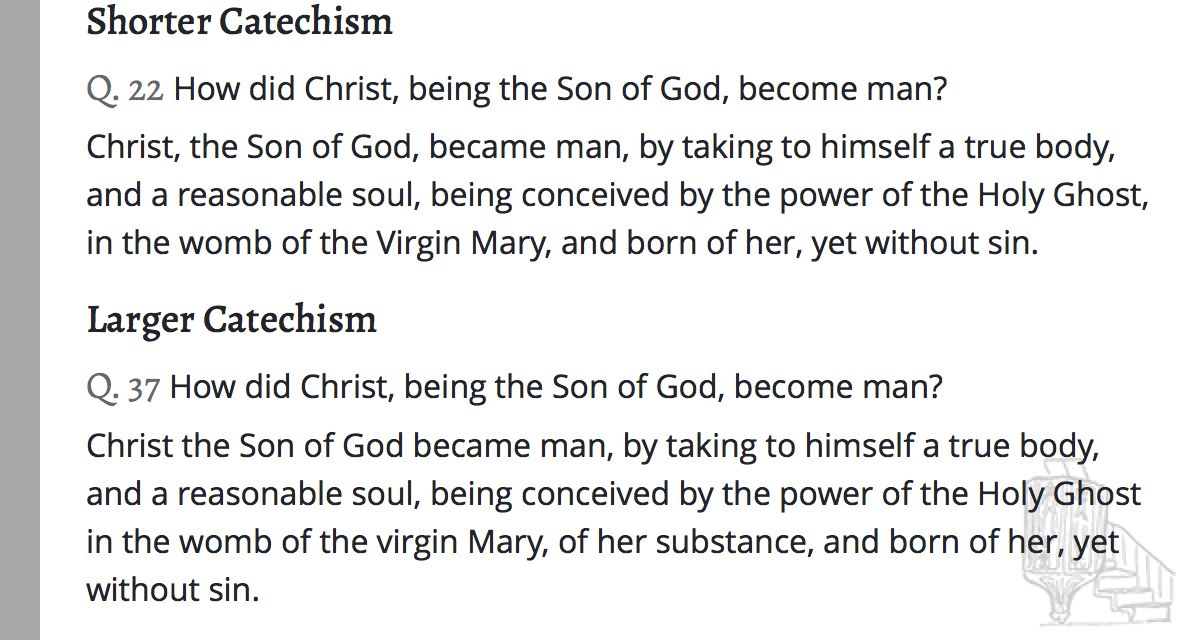 Shorter Catechism
Q. 22 How did Christ, being the Son of God, become man?
Christ, the Son of God, became man, by taking to himself a true body,
and a reasonable soul, being conceived by the power of the Holy Ghost,
in the womb of the Virgin Mary, and born of her, yet without sin.
Larger Catechism
Q. 37 How did Christ, being the Son of God, become man?
Christ the Son of God became man, by taking to himself a true body,
and a reasonable soul, being conceived by the power of the Holy Ghost
in the womb of the virgin Mary, of her substance, and born of her, yet
without sin.